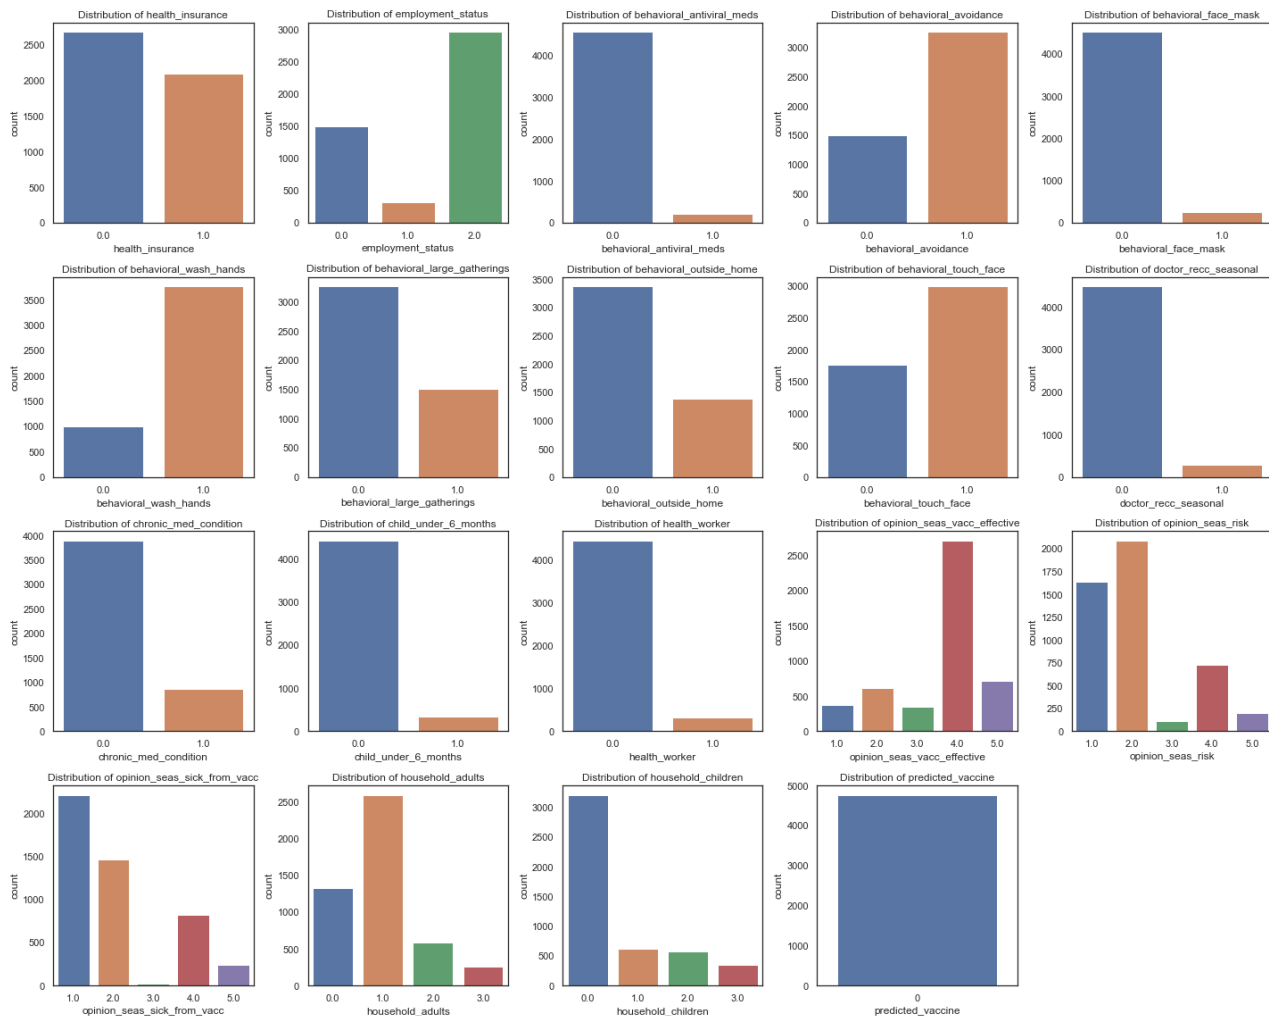 Distribution of health_insurance
2500
2000
1500
1000
500
0
count
0.0 1.0
health_insurance
Distribution of employment_status
3000
2500
2000
1500
1000
500
0
count
0.0 1.0 2.0
employment_status
Distribution of behavioral_antiviral_meds
4000
3000
2000
1000
0
count
0.0 1.0
behavioral_antiviral_meds
Distribution of behavioral_avoidance
3000
2500
2000
1500
1000
500
0
count
0.0 1.0
behavioral_avoidance
Distribution of behavioral_face_mask
4000
3000
2000
1000
0
count
0.0 1.0
behavioral_face_mask
Distribution of behavioral_wash_hands
3500
3000
2500
2000
1500
1000
500
0
count
0.0 1.0
behavioral_wash_hands
Distribution of behavioral_large_gatherings
3000
2500
2000
1500
1000
500
0
count
0.0 1.0
behavioral_large_gatherings
Distribution of behavioral_outside_home
3500
3000
2500
2000
1500
1000
500
0
count
0.0 1.0
behavioral_outside_home
Distribution of behavioral_touch_face
3000
2500
2000
1500
1000
500
0
count
0.0 1.0
behavioral_touch_face
Distribution of doctor_recc_seasonal
4000
3000
2000
1000
0
count
0.0 1.0
doctor_recc_seasonal
Distribution of chronic_med_condition
4000
3500
3000
2500
2000
1500
1000
500
0
count
0.0 1.0
chronic_med_condition
Distribution of child_under_6_months
4000
3000
2000
1000
0
count
0.0 1.0
child_under_6_months
Distribution of health_worker
4000
3000
2000
1000
0
count
0.0 1.0
health_worker
Distribution of opinion_seas_vacc_effective
2500
2000
1500
1000
500
0
count
1.0 2.0 3.0 4.0 5.0
opinion_seas_vacc_effective
Distribution of opinion_seas_risk
2000
1750
1500
1250
1000
750
500
250
0
count
1.0 2.0 3.0 4.0 5.0
opinion_seas_risk
Distribution of opinion_seas_sick_from_vacc
2000
1500
1000
500
0
count
1.0 2.0 3.0 4.0 5.0
opinion_seas_sick_from_vacc
Distribution of household_adults
2500
2000
1500
1000
500
0
count
0.0 1.0 2.0 3.0
household_adults
Distribution of household_children
3000
2500
2000
1500
1000
500
0
count
0.0 1.0 2.0 3.0
household_children
Distribution of predicted_vaccine
5000
4000
3000
2000
1000
0
count
0
predicted_vaccine